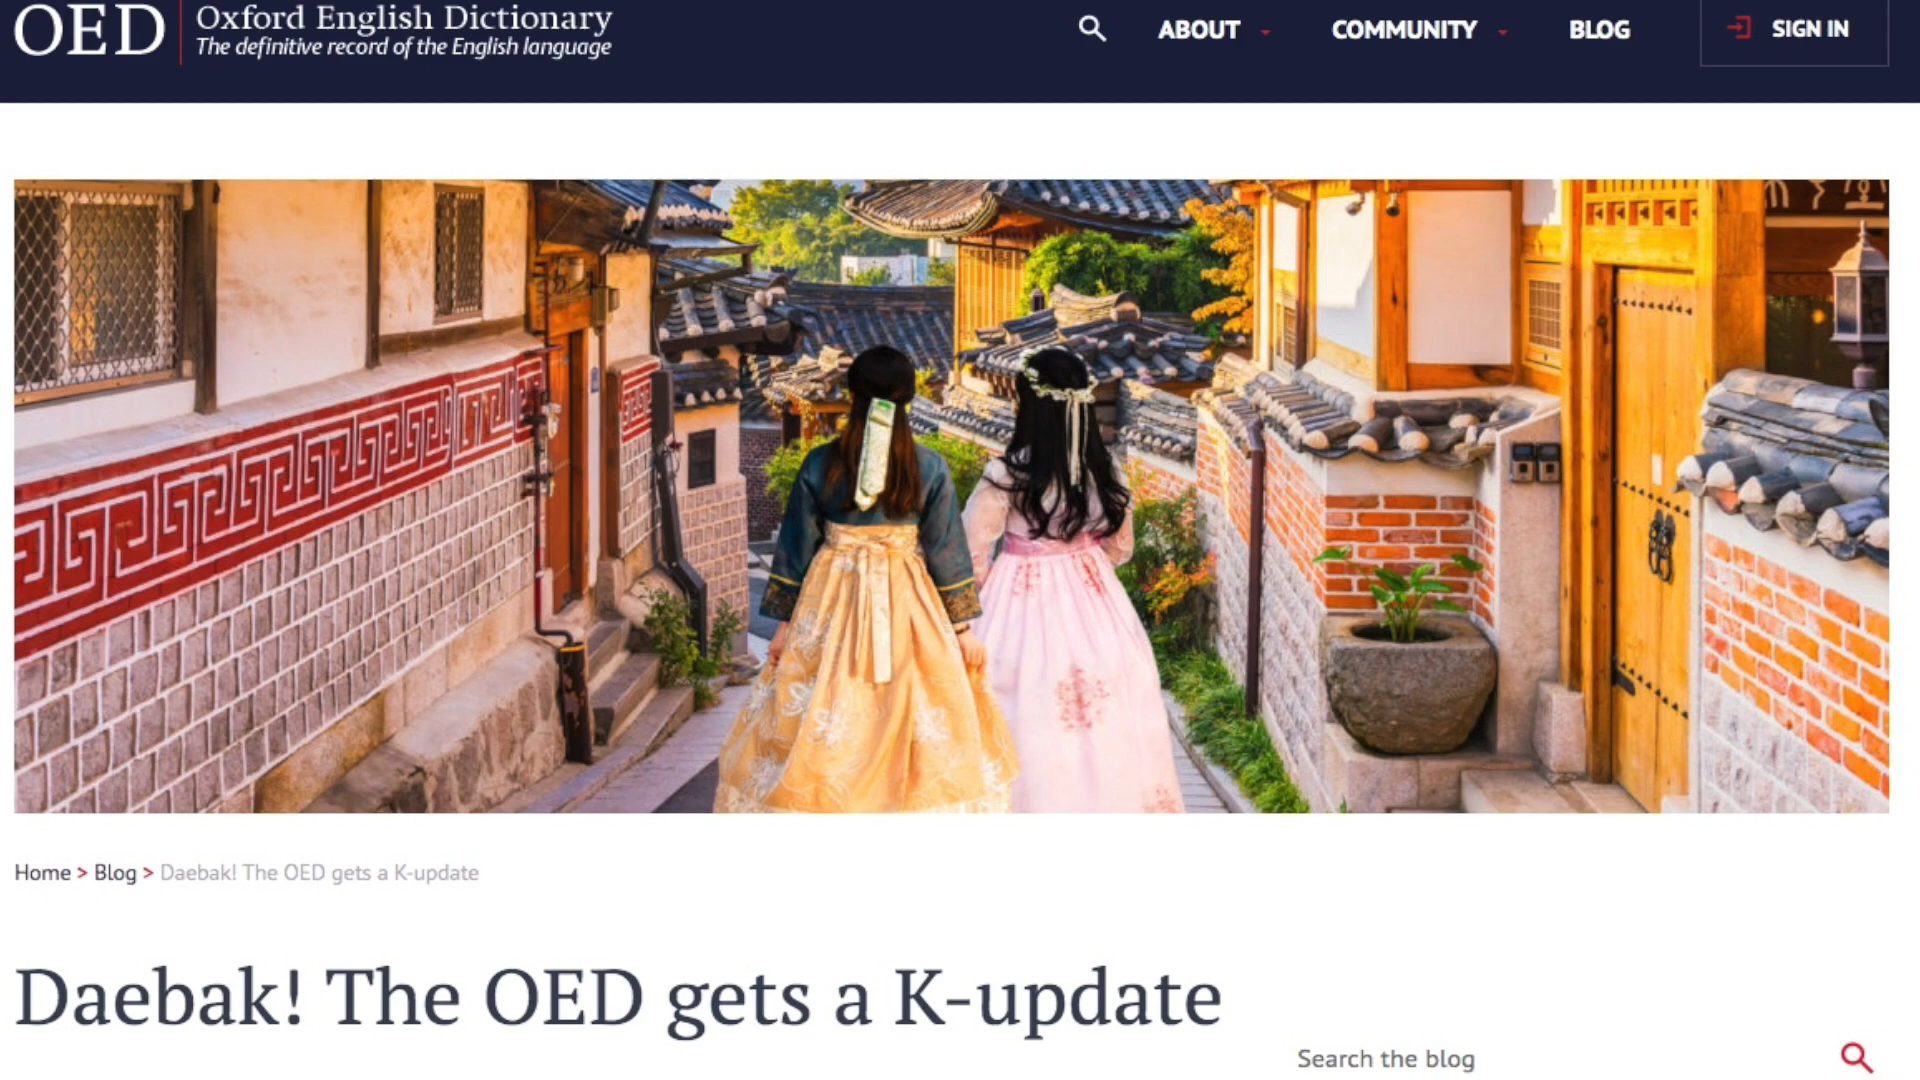 OED
Oxford English Dictionary
The definitive record of the English language
ABOUT
COMMUNITY
BLOG
SIGN IN
Home > Blog > Daebak! The OED gets a K-update
Daebak! The OED gets a K-update
Search the blog